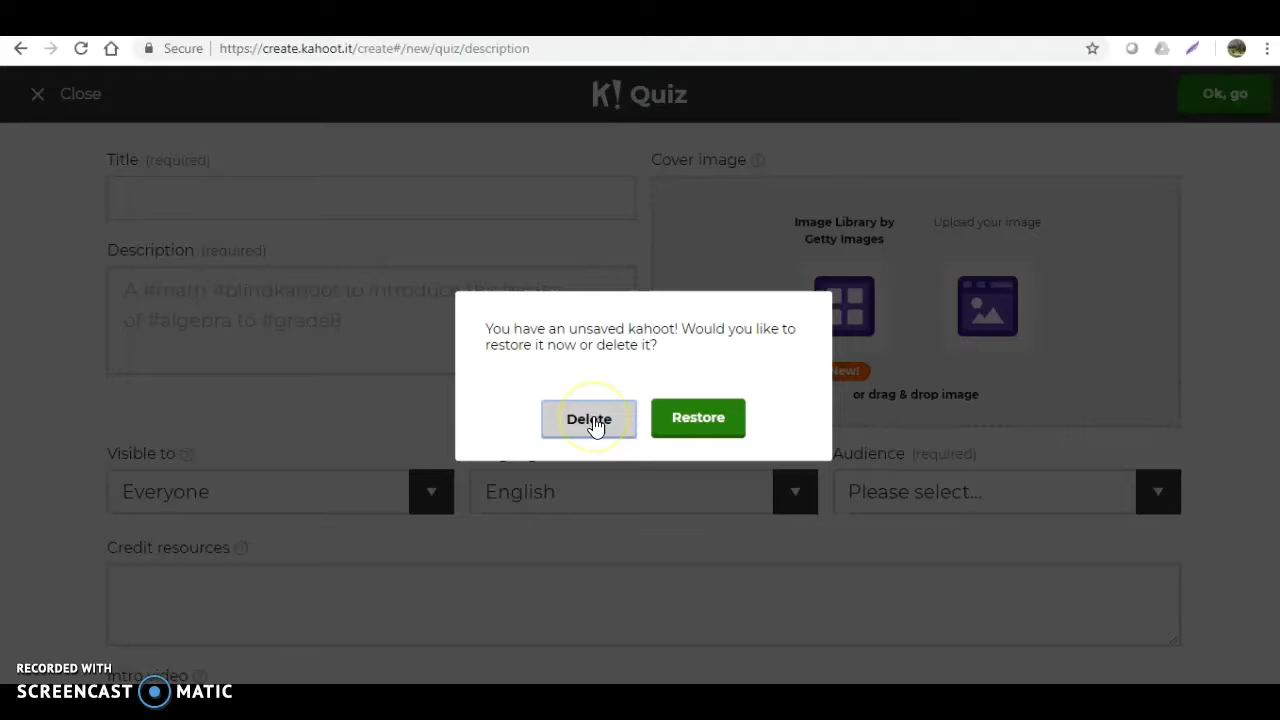 Secure
https://create.kahoot.it/create#/new/quiz/description
Close
K! Quiz
Ok, go
Title (required)
Cover image
Image Library by
Getty Images
Upload your image
Description (required)
A #math #blindkahoot to introduce
of #algebra to #grade8
You have an unsaved kahoot! Would you like to
restore it now or delete it?
New!
or drag & drop image
Delete
Restore
Visible to
Audience (required)
Everyone
English
Please select...
Credit resources
Intro video
RECORDED WITH
SCREENCAST MATIC